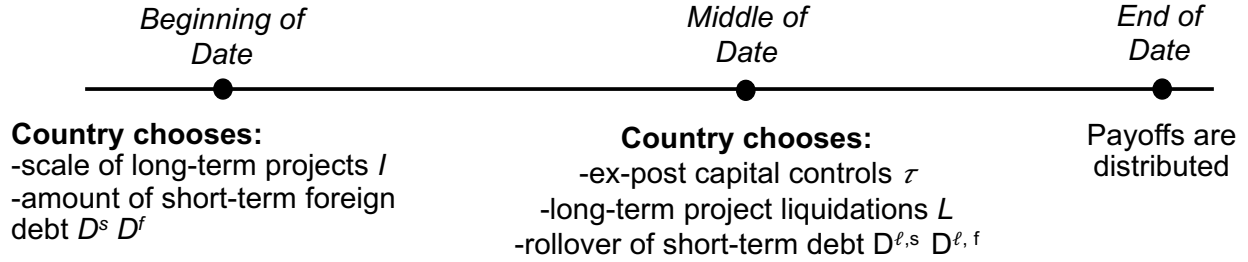 Beginning of
Date
Middle of
Date
End of
Date
Country chooses:
-scale of long-term projects I
-amount of short-term foreign
debt Dˢ Dᶠ
Country chooses:
-ex-post capital controls τ
-long-term project liquidations L
-rollover of short-term debt D^{ℓ,s} D^{ℓ, f}
Payoffs are
distributed